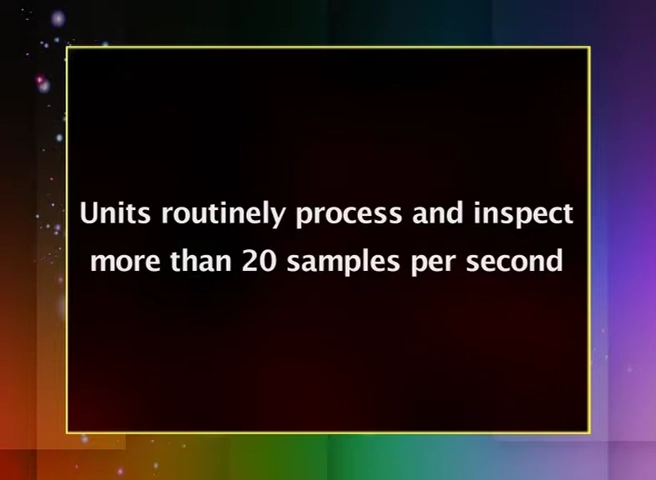 Units routinely process and inspect
more than 20 samples per second